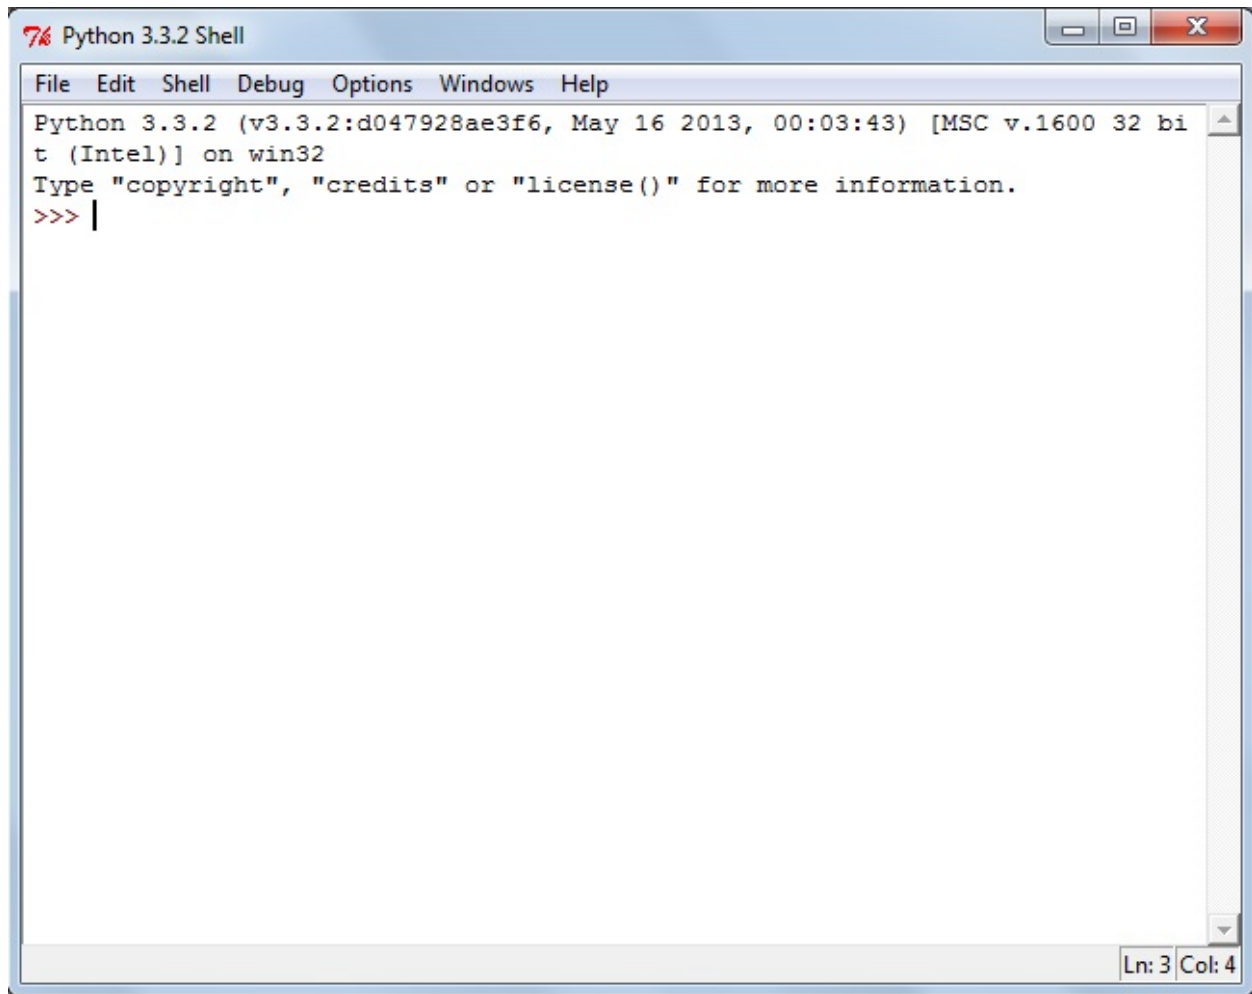 Python 3.3.2 Shell
File Edit Shell Debug Options Windows Help
Python 3.3.2 (v3.3.2:d047928ae3f6, May 16 2013, 00:03:43) [MSC v.1600 32 bi
t (Intel)] on win32
Type "copyright", "credits" or "license()" for more information.
>>>
Ln: 3 Col: 4